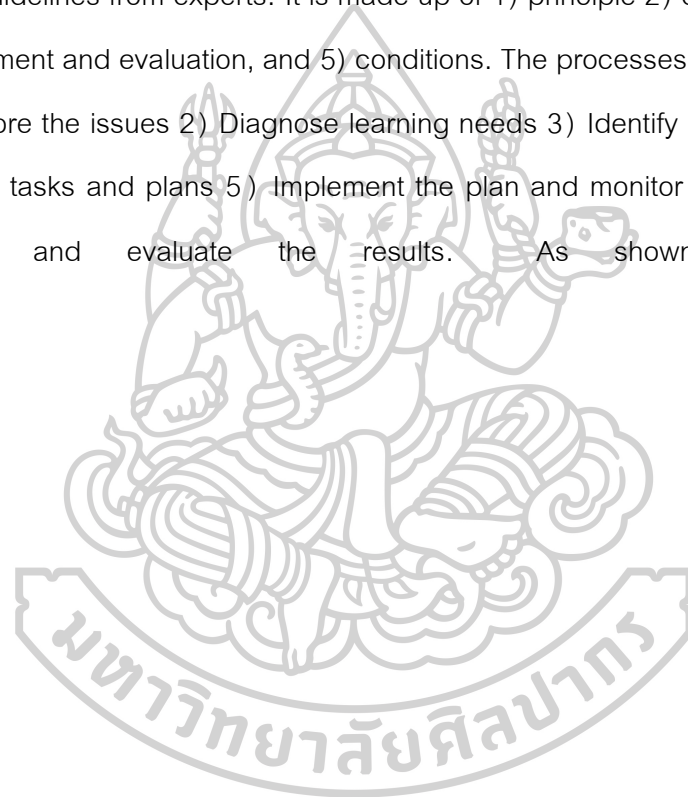 idelines from experts. It is made up of 1) principle 2)
ment and evaluation, and 5) conditions. The processes
ore the issues 2) Diagnose learning needs 3) Identify
tasks and plans 5) Implement the plan and monitor
and evaluate the results. As shown
มหาวิทยาลัยศิลปากร